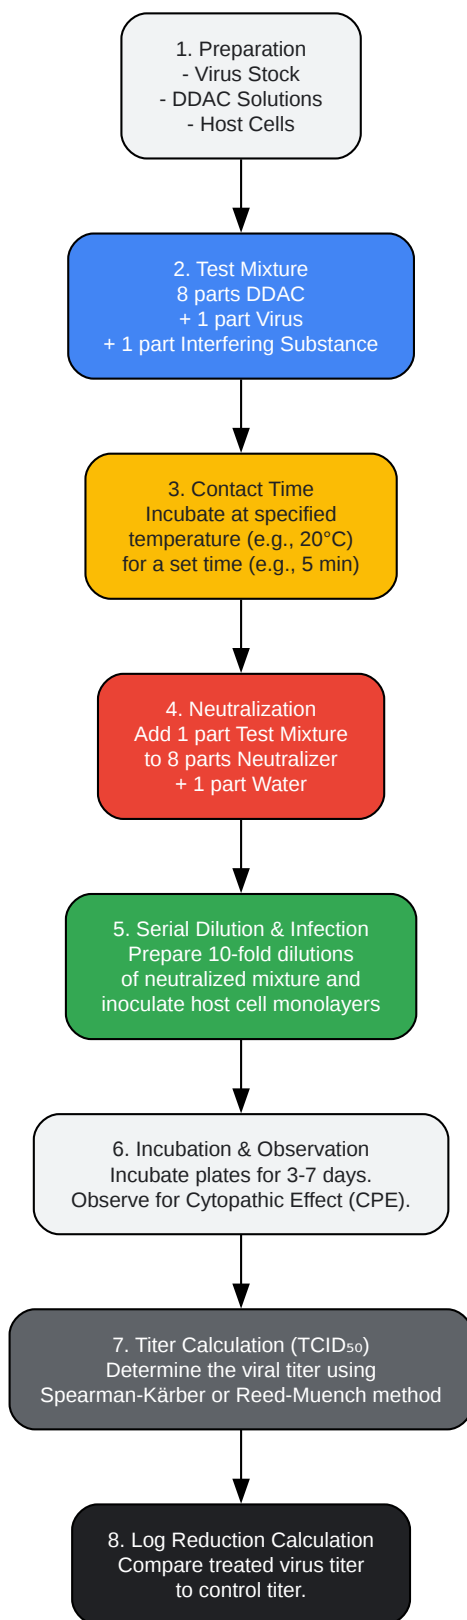 1. Preparation
- Virus Stock
- DDAC Solutions
- Host Cells
2. Test Mixture
8 parts DDAC
+ 1 part Virus
+ 1 part Interfering Substance
3. Contact Time
Incubate at specified
temperature (e.g., 20°C)
for a set time (e.g., 5 min)
4. Neutralization
Add 1 part Test Mixture
to 8 parts Neutralizer
+ 1 part Water
5. Serial Dilution & Infection
Prepare 10-fold dilutions
of neutralized mixture and
inoculate host cell monolayers
6. Incubation & Observation
Incubate plates for 3-7 days.
Observe for Cytopathic Effect (CPE).
7. Titer Calculation (TCID₅₀)
Determine the viral titer using
Spearman-Kärber or Reed-Muench method
8. Log Reduction Calculation
Compare treated virus titer
to control titer.